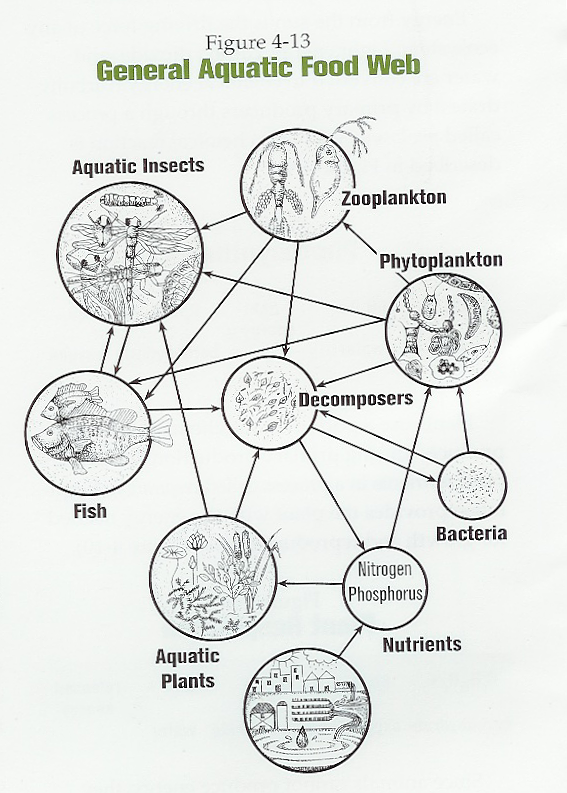 Figure 4-13
General Aquatic Food Web
Aquatic Insects
Zooplankton
Phytoplankton
Decomposers
Fish
Bacteria
Nitrogen
Phosphorus
Nutrients
Aquatic
Plants